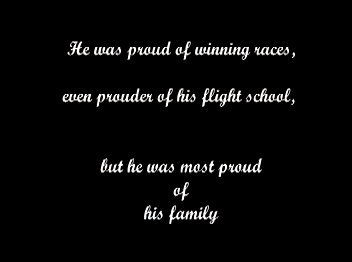 He was proud of winning races,
even prouder of his flight school,
but he was most proud
of
his family